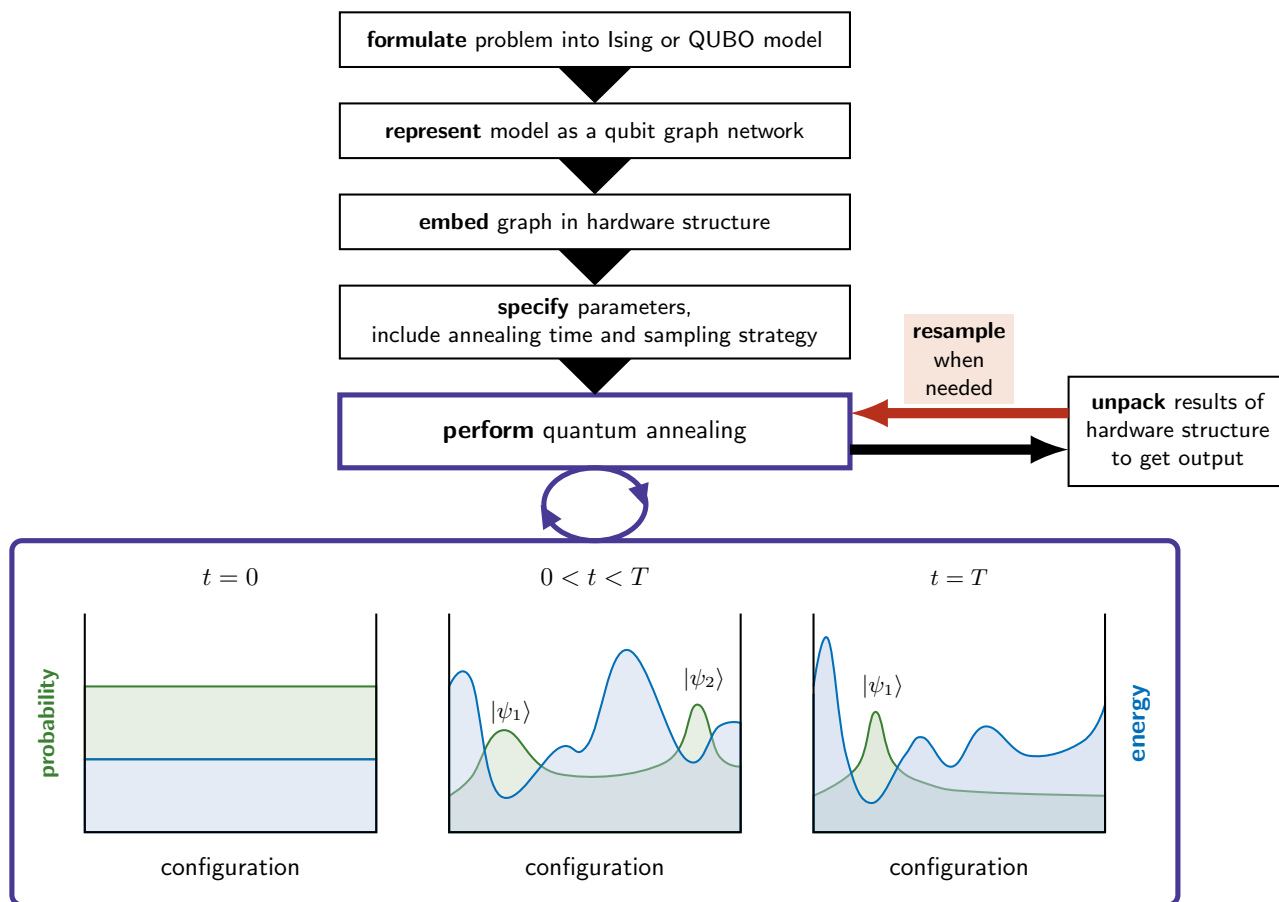 formulate problem into Ising or QUBO model
represent model as a qubit graph network
embed graph in hardware structure
specify parameters,
include annealing time and sampling strategy
resample
when
needed
perform quantum annealing
unpack results of
hardware structure
to get output
t = 0
0 < t < T
t = T
probability
|ψ₁⟩
|ψ₂⟩
|ψ₁⟩
energy
configuration
configuration
configuration